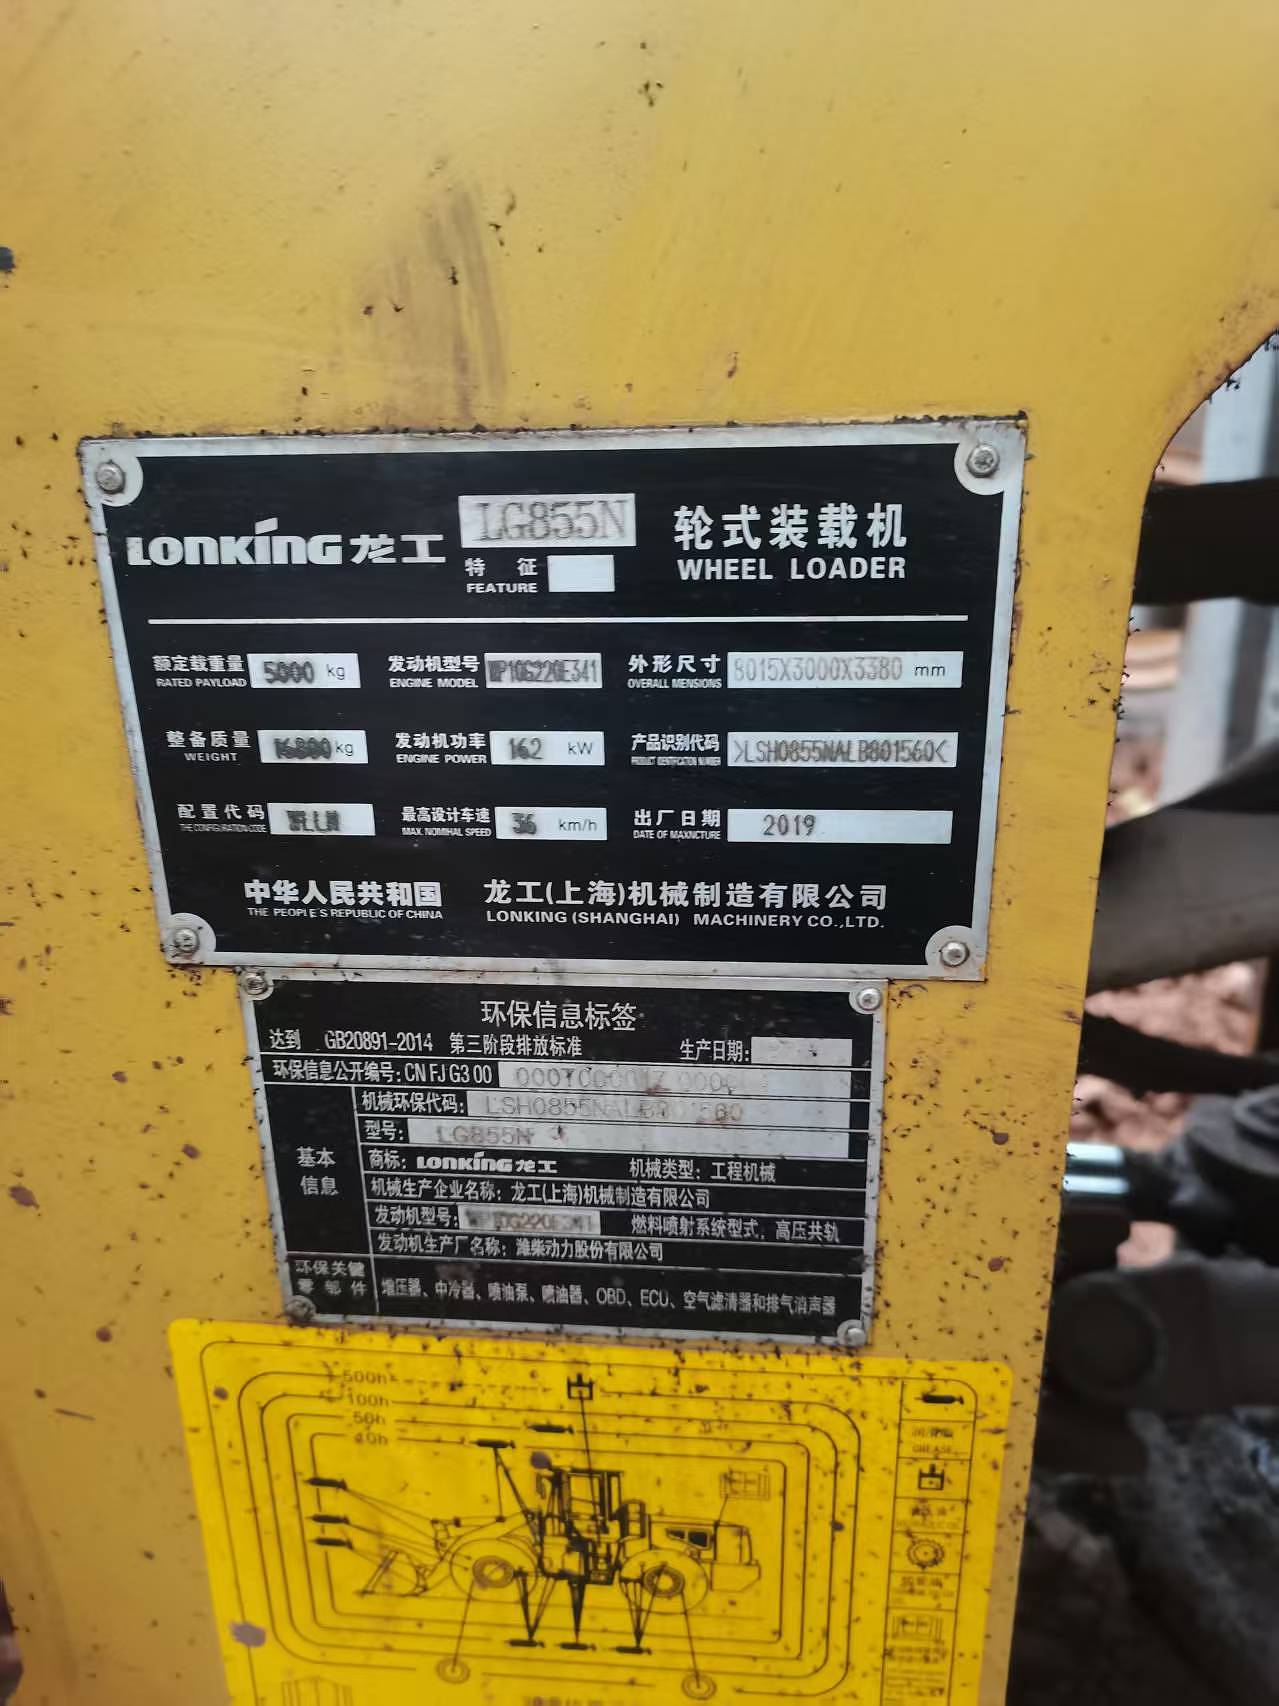 LONKING 龙工 LG855N 轮式装载机
特 征 WHEEL LOADER
FEATURE
额定载重量 5000 kg 发动机型号 WP10G220E341 外形尺寸 8015X3000X3380 mm
RATED PAYLOAD ENGINE MODEL OVERALL MENSIONS
整备质量 16800 kg 发动机功率 162 kW 产品识别代码 >LSH0855NALB801560<
WEIGHT ENGINE POWER PRODUCT IDENTIFICATION NUMBER
配置代码 最高设计车速 36 km/h 出厂日期 2019
THE CONFIGURATION CODE MAX. NOMIHAL SPEED DATE OF MAXNCTURE
中华人民共和国 龙工(上海)机械制造有限公司
THE PEOPLE'S REPUBLIC OF CHINA LONKING (SHANGHAI) MACHINERY CO.,LTD.
环保信息标签
达到 GB20891-2014 第三阶段排放标准 生产日期:
环保信息公开编号: CN FJ G3 00
机械环保代码: LSH0855NALB801560
型号: LG855N
基本
信息
商标: LONKING 龙工 机械类型: 工程机械
机械生产企业名称: 龙工(上海)机械制造有限公司
发动机型号: WP10G220E341 燃料喷射系统型式: 高压共轨
发动机生产厂名称: 潍柴动力股份有限公司
环保关键
零部件
增压器、中冷器、喷油泵、喷油器、OBD、ECU、空气滤清器和排气消声器
500h
100h
50h
40h
GREASE